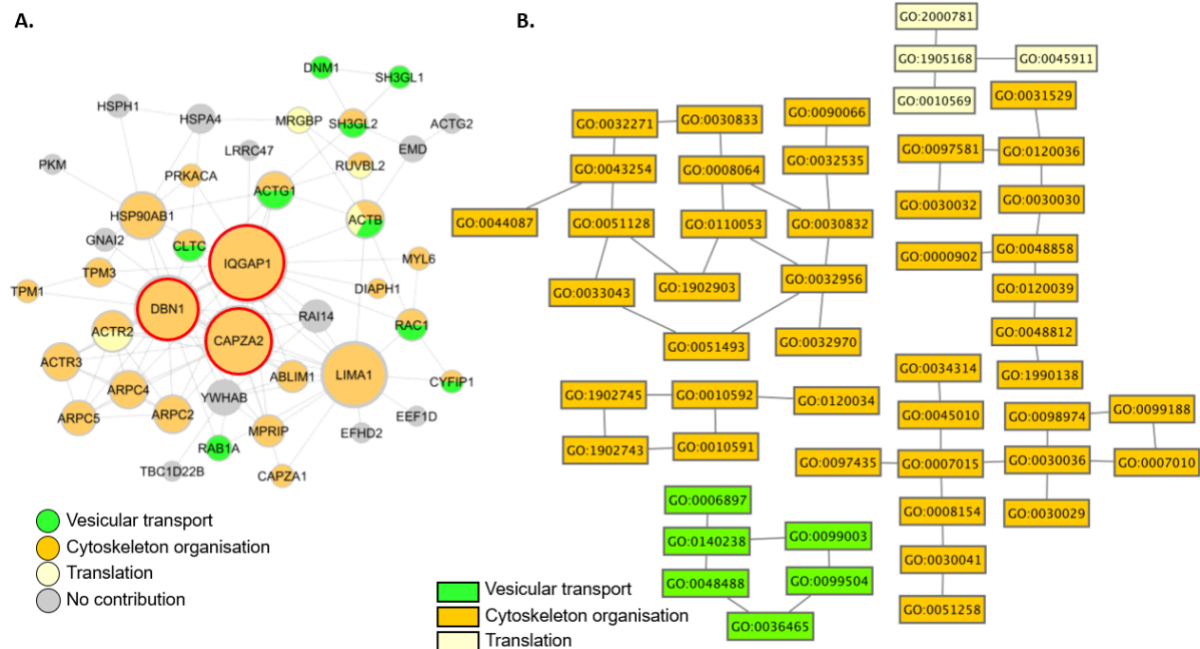 A.
DNM1
SH3GL1
HSPH1
HSPA4
MRGBP
SH3GL2
ACTG2
EMD
LRRC47
PKM
PRKACA
RUVBL2
ACTG1
HSP90AB1
ACTB
GNAI2
CLTC
IQGAP1
MYL6
TPM3
TPM1
DIAPH1
DBN1
RAI14
RAC1
ACTR2
CAPZA2
ACTR3
LIMA1
ARPC4
ABLIM1
CYFIP1
YWHAB
ARPC5
ARPC2
EEF1D
MPRIP
EFHD2
RAB1A
TBC1D22B
CAPZA1
Vesicular transport
Cytoskeleton organisation
Translation
No contribution
B.
GO:2000781
GO:1905168
GO:0045911
GO:0010569
GO:0031529
GO:0032271
GO:0030833
GO:0090066
GO:0097581
GO:0120036
GO:0043254
GO:0008064
GO:0032535
GO:0030032
GO:0030030
GO:0044087
GO:0051128
GO:0110053
GO:0030832
GO:0000902
GO:0048858
GO:0033043
GO:1902903
GO:0032956
GO:0120039
GO:0051493
GO:0032970
GO:0048812
GO:0034314
GO:1990138
GO:1902745
GO:0010592
GO:0120034
GO:0045010
GO:0098974
GO:0099188
GO:1902743
GO:0010591
GO:0097435
GO:0007015
GO:0030036
GO:0007010
GO:0006897
GO:0008154
GO:0030029
GO:0140238
GO:0099003
GO:0048488
GO:0099504
GO:0030041
GO:0036465
GO:0051258
Vesicular transport
Cytoskeleton organisation
Translation